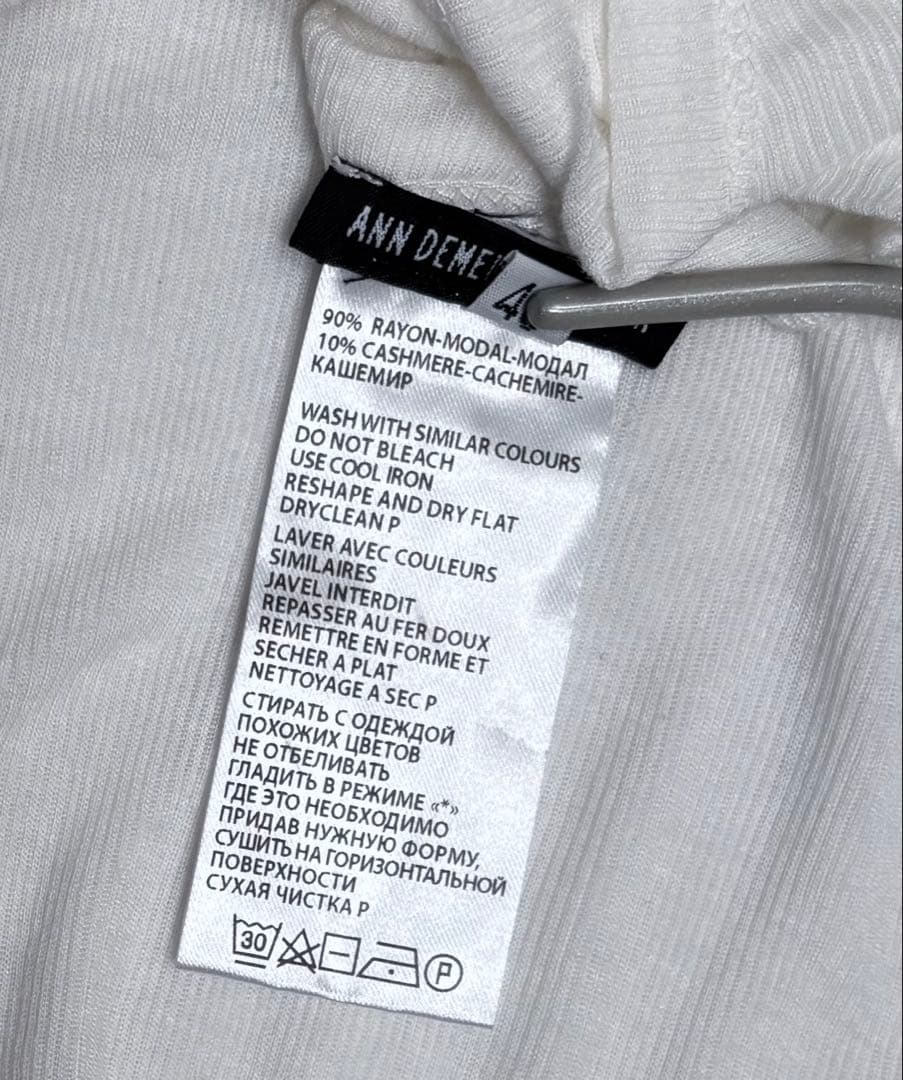 ANN
90% RAYON-MODAL-МОДАЛ
10% CASHMERE-CACHEMIRE-
КАШЕМИР
WASH WITH SIMILAR COLOURS
DO NOT BLEACH
USE COOL IRON
RESHAPE AND DRY FLAT
DRYCLEAN P
LAVER AVEC COULEURS
SIMILAIRES
JAVEL INTERDIT
REPASSER AU FER DOUX
REMETTRE EN FORME ET
SECHER A PLAT
NETTOYAGE A SEC P
СТИРАТЬ С ОДЕЖДОЙ
ПОХОЖИХ ЦВЕТОВ
НЕ ОТБЕЛИВАТЬ
ГЛАДИТЬ В РЕЖИМЕ «*»
ГДЕ ЭТО НЕОБХОДИМО
ПРИДАВ НУЖНУЮ ФОРМУ,
СУШИТЬ НА ГОРИЗОНТАЛЬНОЙ
ПОВЕРХНОСТИ
СУХАЯ ЧИСТКА P
30 P